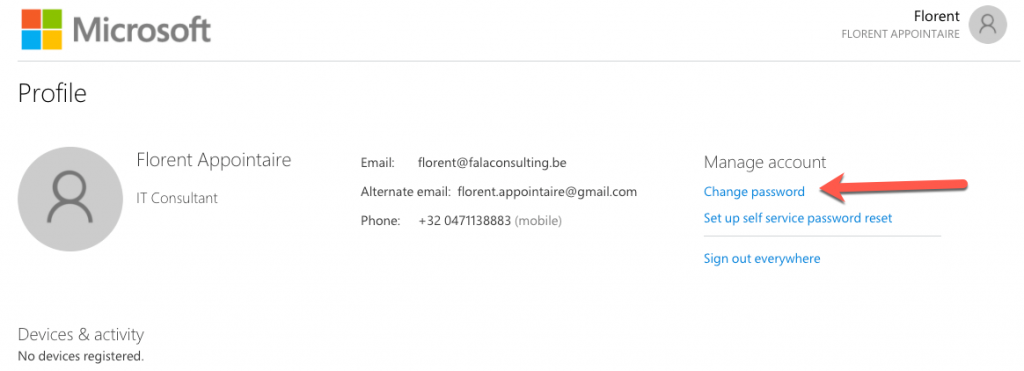 Microsoft
Florent
FLORENT APPOINTAIRE
Profile
Florent Appointaire
IT Consultant
Email: florent@falaconsulting.be
Alternate email: florent.appointaire@gmail.com
Phone: +32 0471138883 (mobile)
Manage account
Change password
Set up self service password reset
Sign out everywhere
Devices & activity
No devices registered.